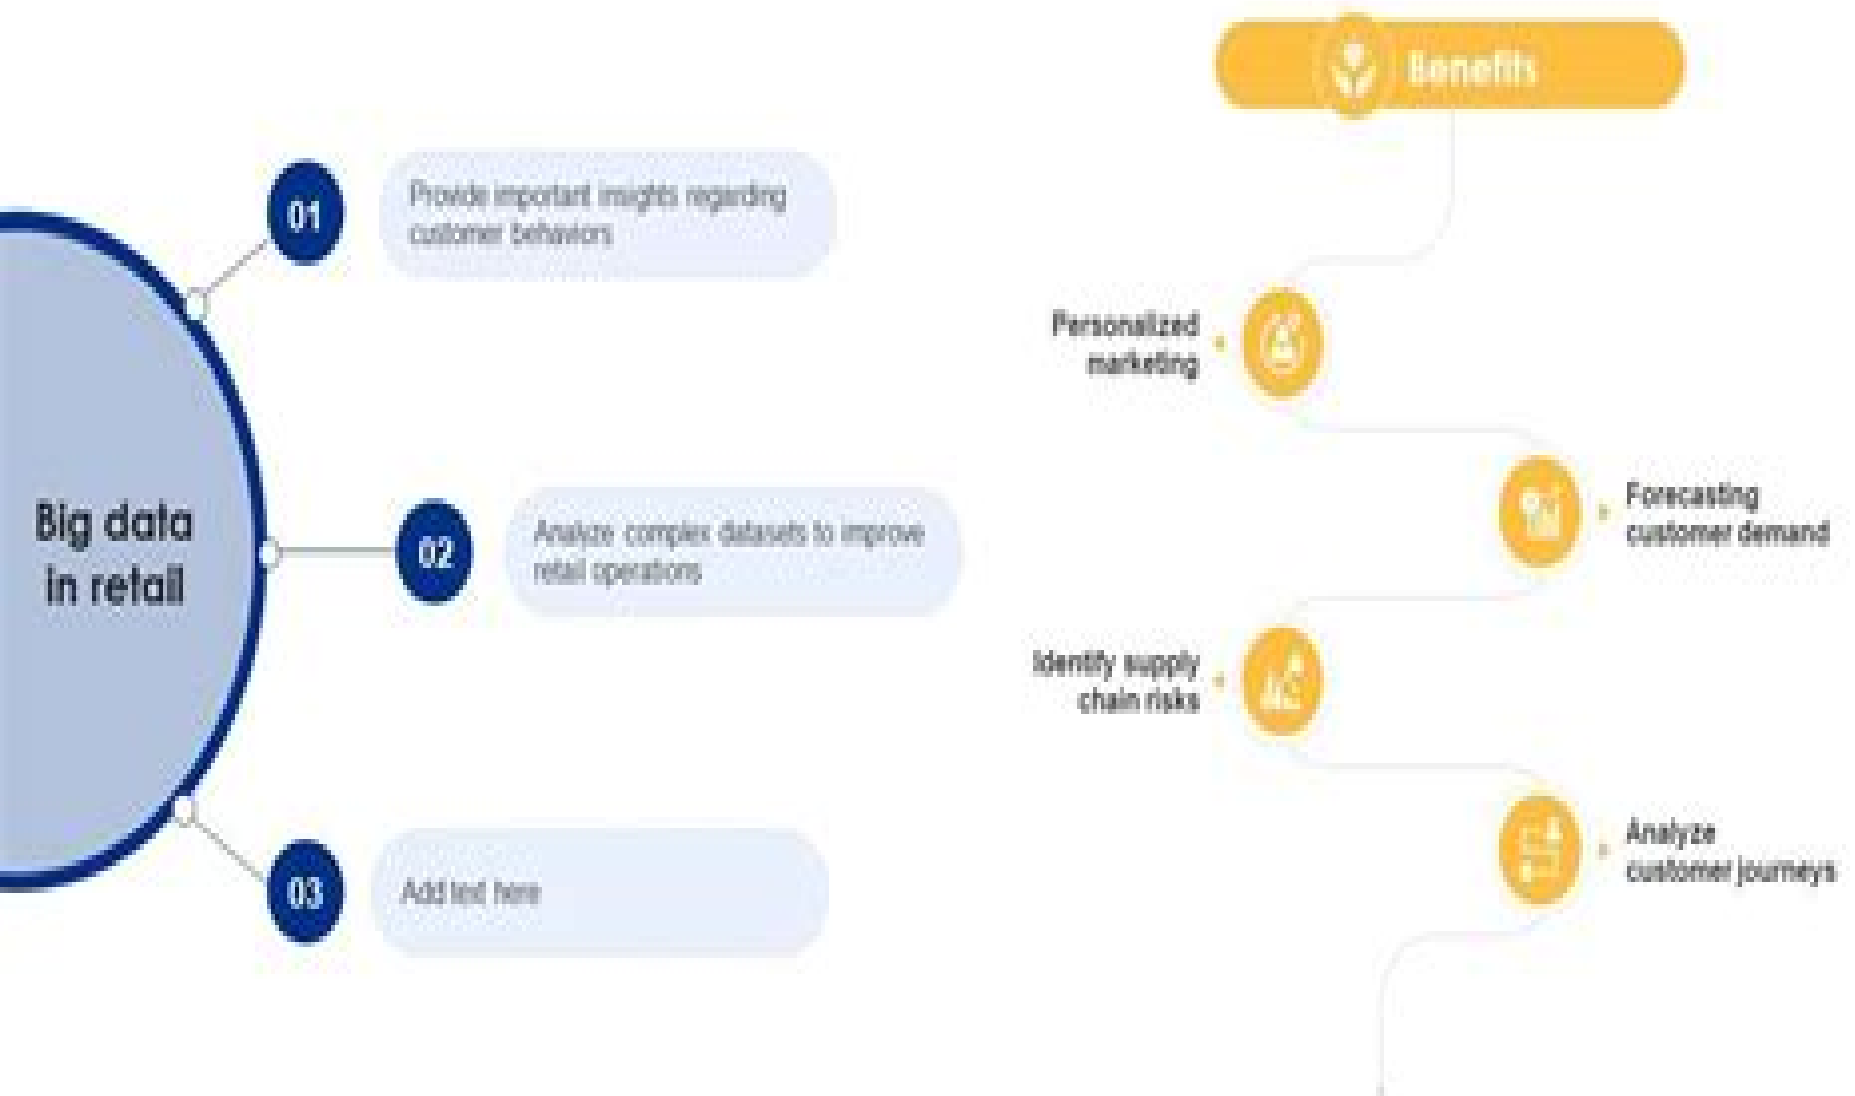 Big data
in retail
01
Provide important insights regarding
customer behaviors
02
Analize complex datasets to improve
retail operations
03
Add text here
Benefits
Personalized
marketing
Forecasting
customer demand
Identify supply
chain risks
Analyze
customer journeys